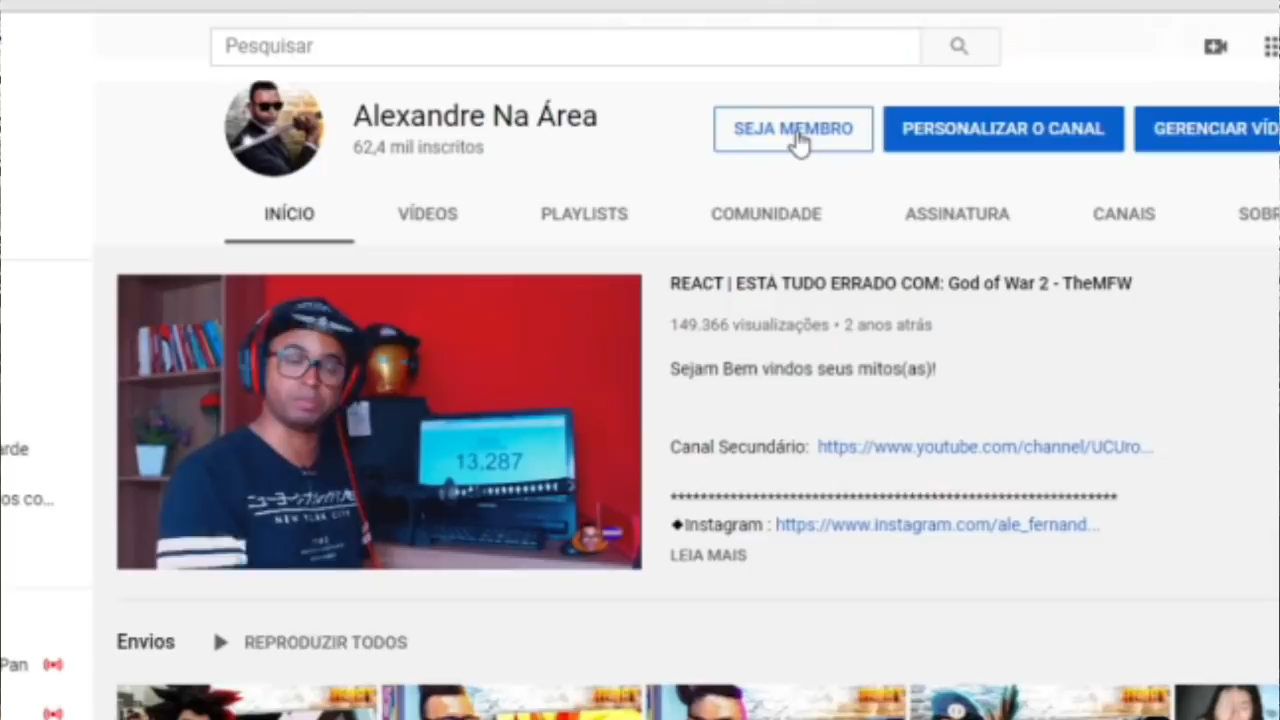 Pesquisar
Alexandre Na Área
62,4 mil inscritos
SEJA MEMBRO
PERSONALIZAR O CANAL
GERENCIAR VÍD
INÍCIO
VÍDEOS
PLAYLISTS
COMUNIDADE
ASSINATURA
CANAIS
SOBR
REACT | ESTÁ TUDO ERRADO COM: God of War 2 - TheMFW
149.366 visualizações • 2 anos atrás
Sejam Bem vindos seus mitos(as)!
Canal Secundário: https://www.youtube.com/channel/UCUro...
************************************************************
◆Instagram : https://www.instagram.com/ale_fernand...
LEIA MAIS
13,287
NEW YORK CITY
arde
os co...
Envios
REPRODUZIR TODOS
Pan